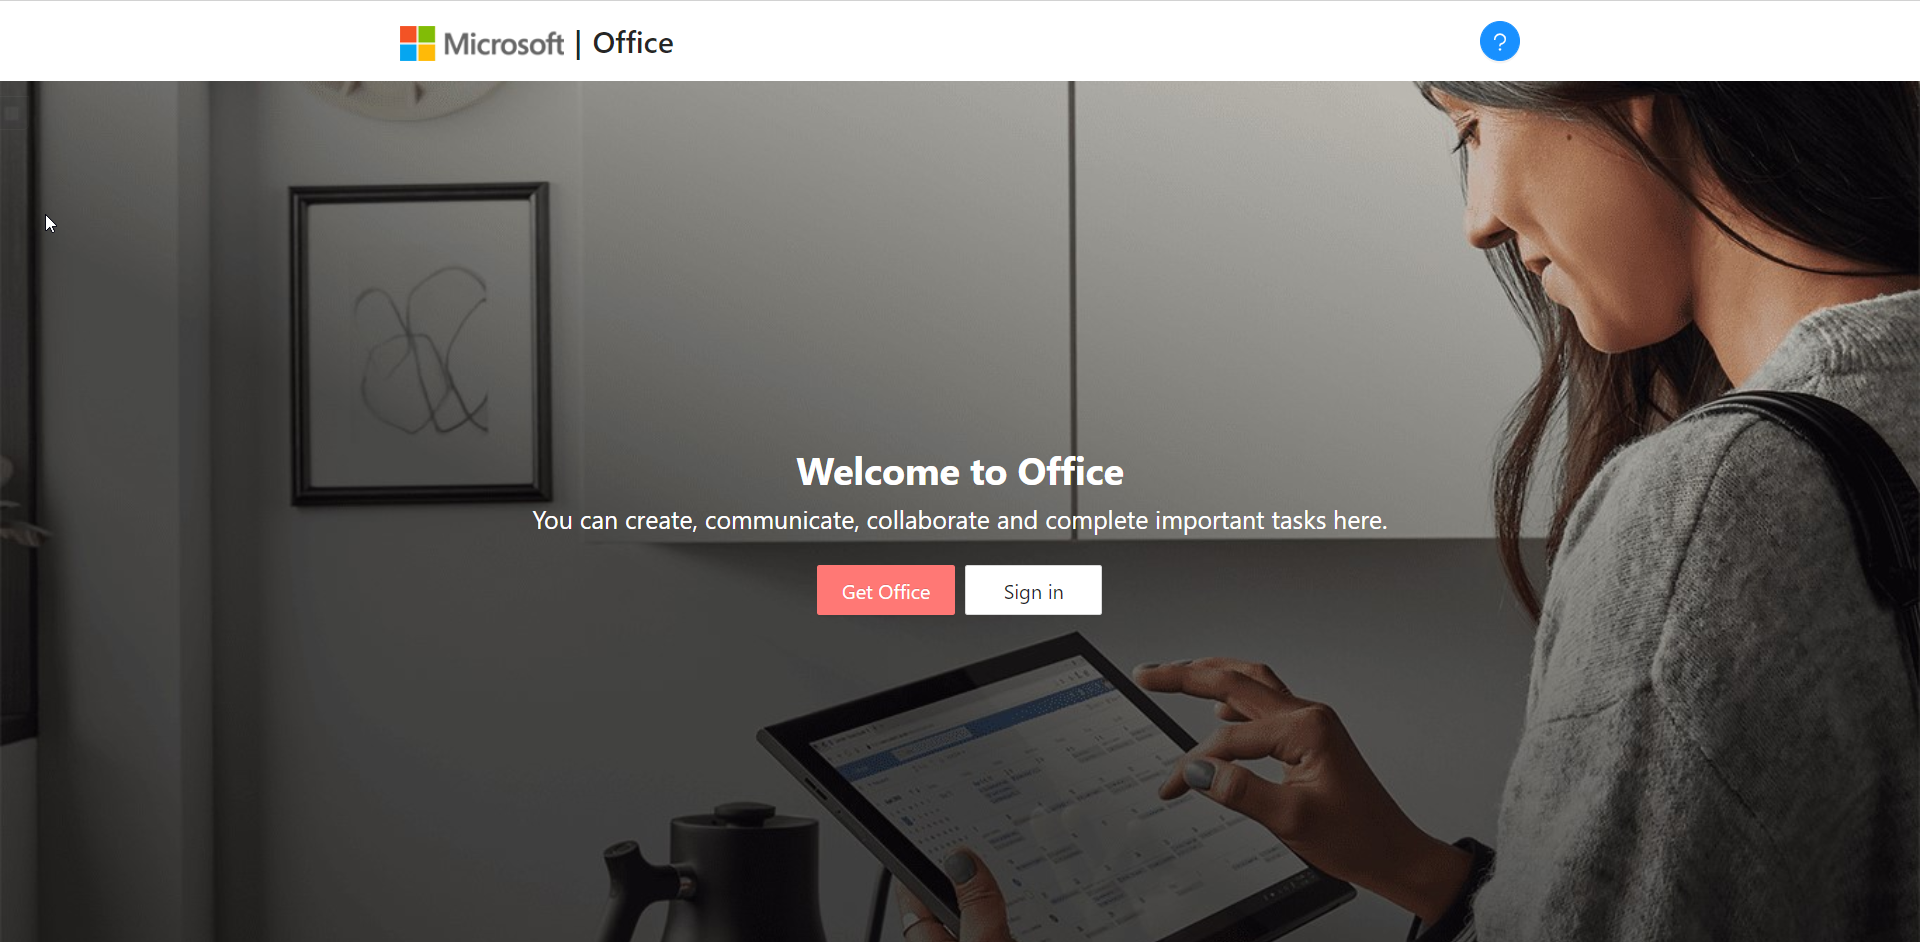 Microsoft | Office
?
Welcome to Office
You can create, communicate, collaborate and complete important tasks here.
Get Office
Sign in